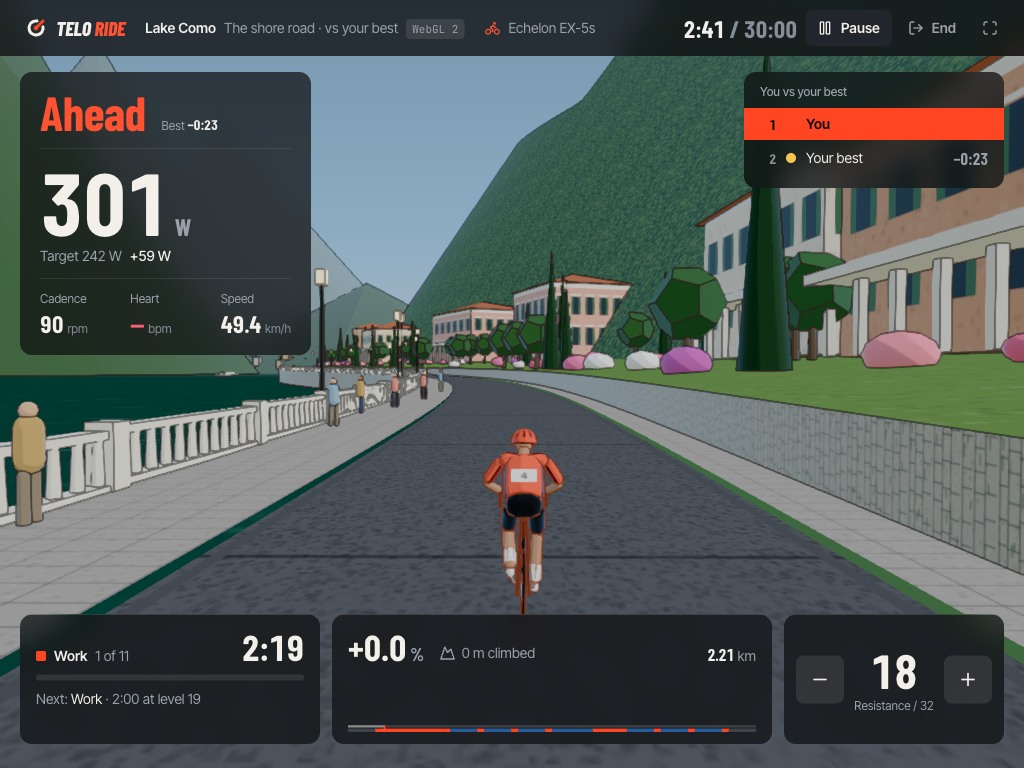 TELO RIDE Lake Como The shore road · vs your best WebGL 2 Echelon EX-5s 2:41 / 30:00 Pause End
Ahead Best −0:23
301 W
Target 242 W +59 W
Cadence Heart Speed
90 rpm – bpm 49.4 km/h
You vs your best
1 You
2 Your best −0:23
4
Work 1 of 11 2:19
Next: Work · 2:00 at level 19
+0.0 % 0 m climbed 2.21 km
− 18 +
Resistance / 32